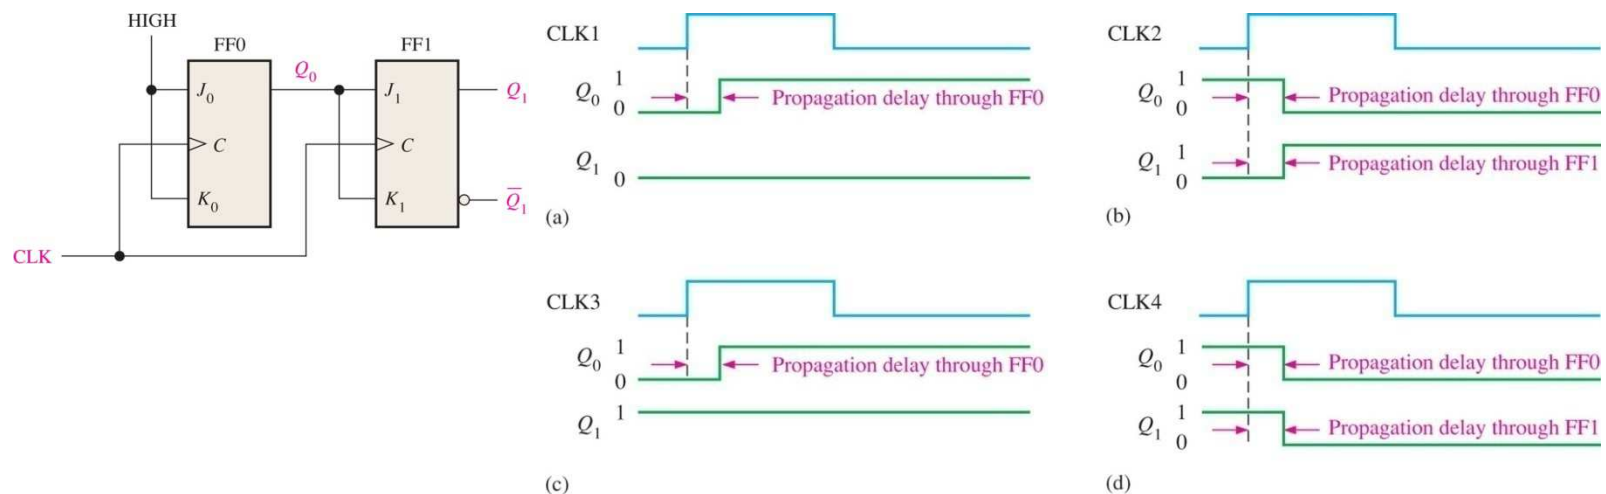 HIGH
FF0
FF1
Q0
J0
J1
Q1
C
C
K0
K1
Q̅1
CLK
CLK1
1
Q0
0
Propagation delay through FF0
Q1
0
(a)
CLK2
1
Q0
0
Propagation delay through FF0
1
Q1
0
Propagation delay through FF1
(b)
CLK3
1
Q0
0
Propagation delay through FF0
1
Q1
(c)
CLK4
1
Q0
0
Propagation delay through FF0
1
Q1
0
Propagation delay through FF1
(d)